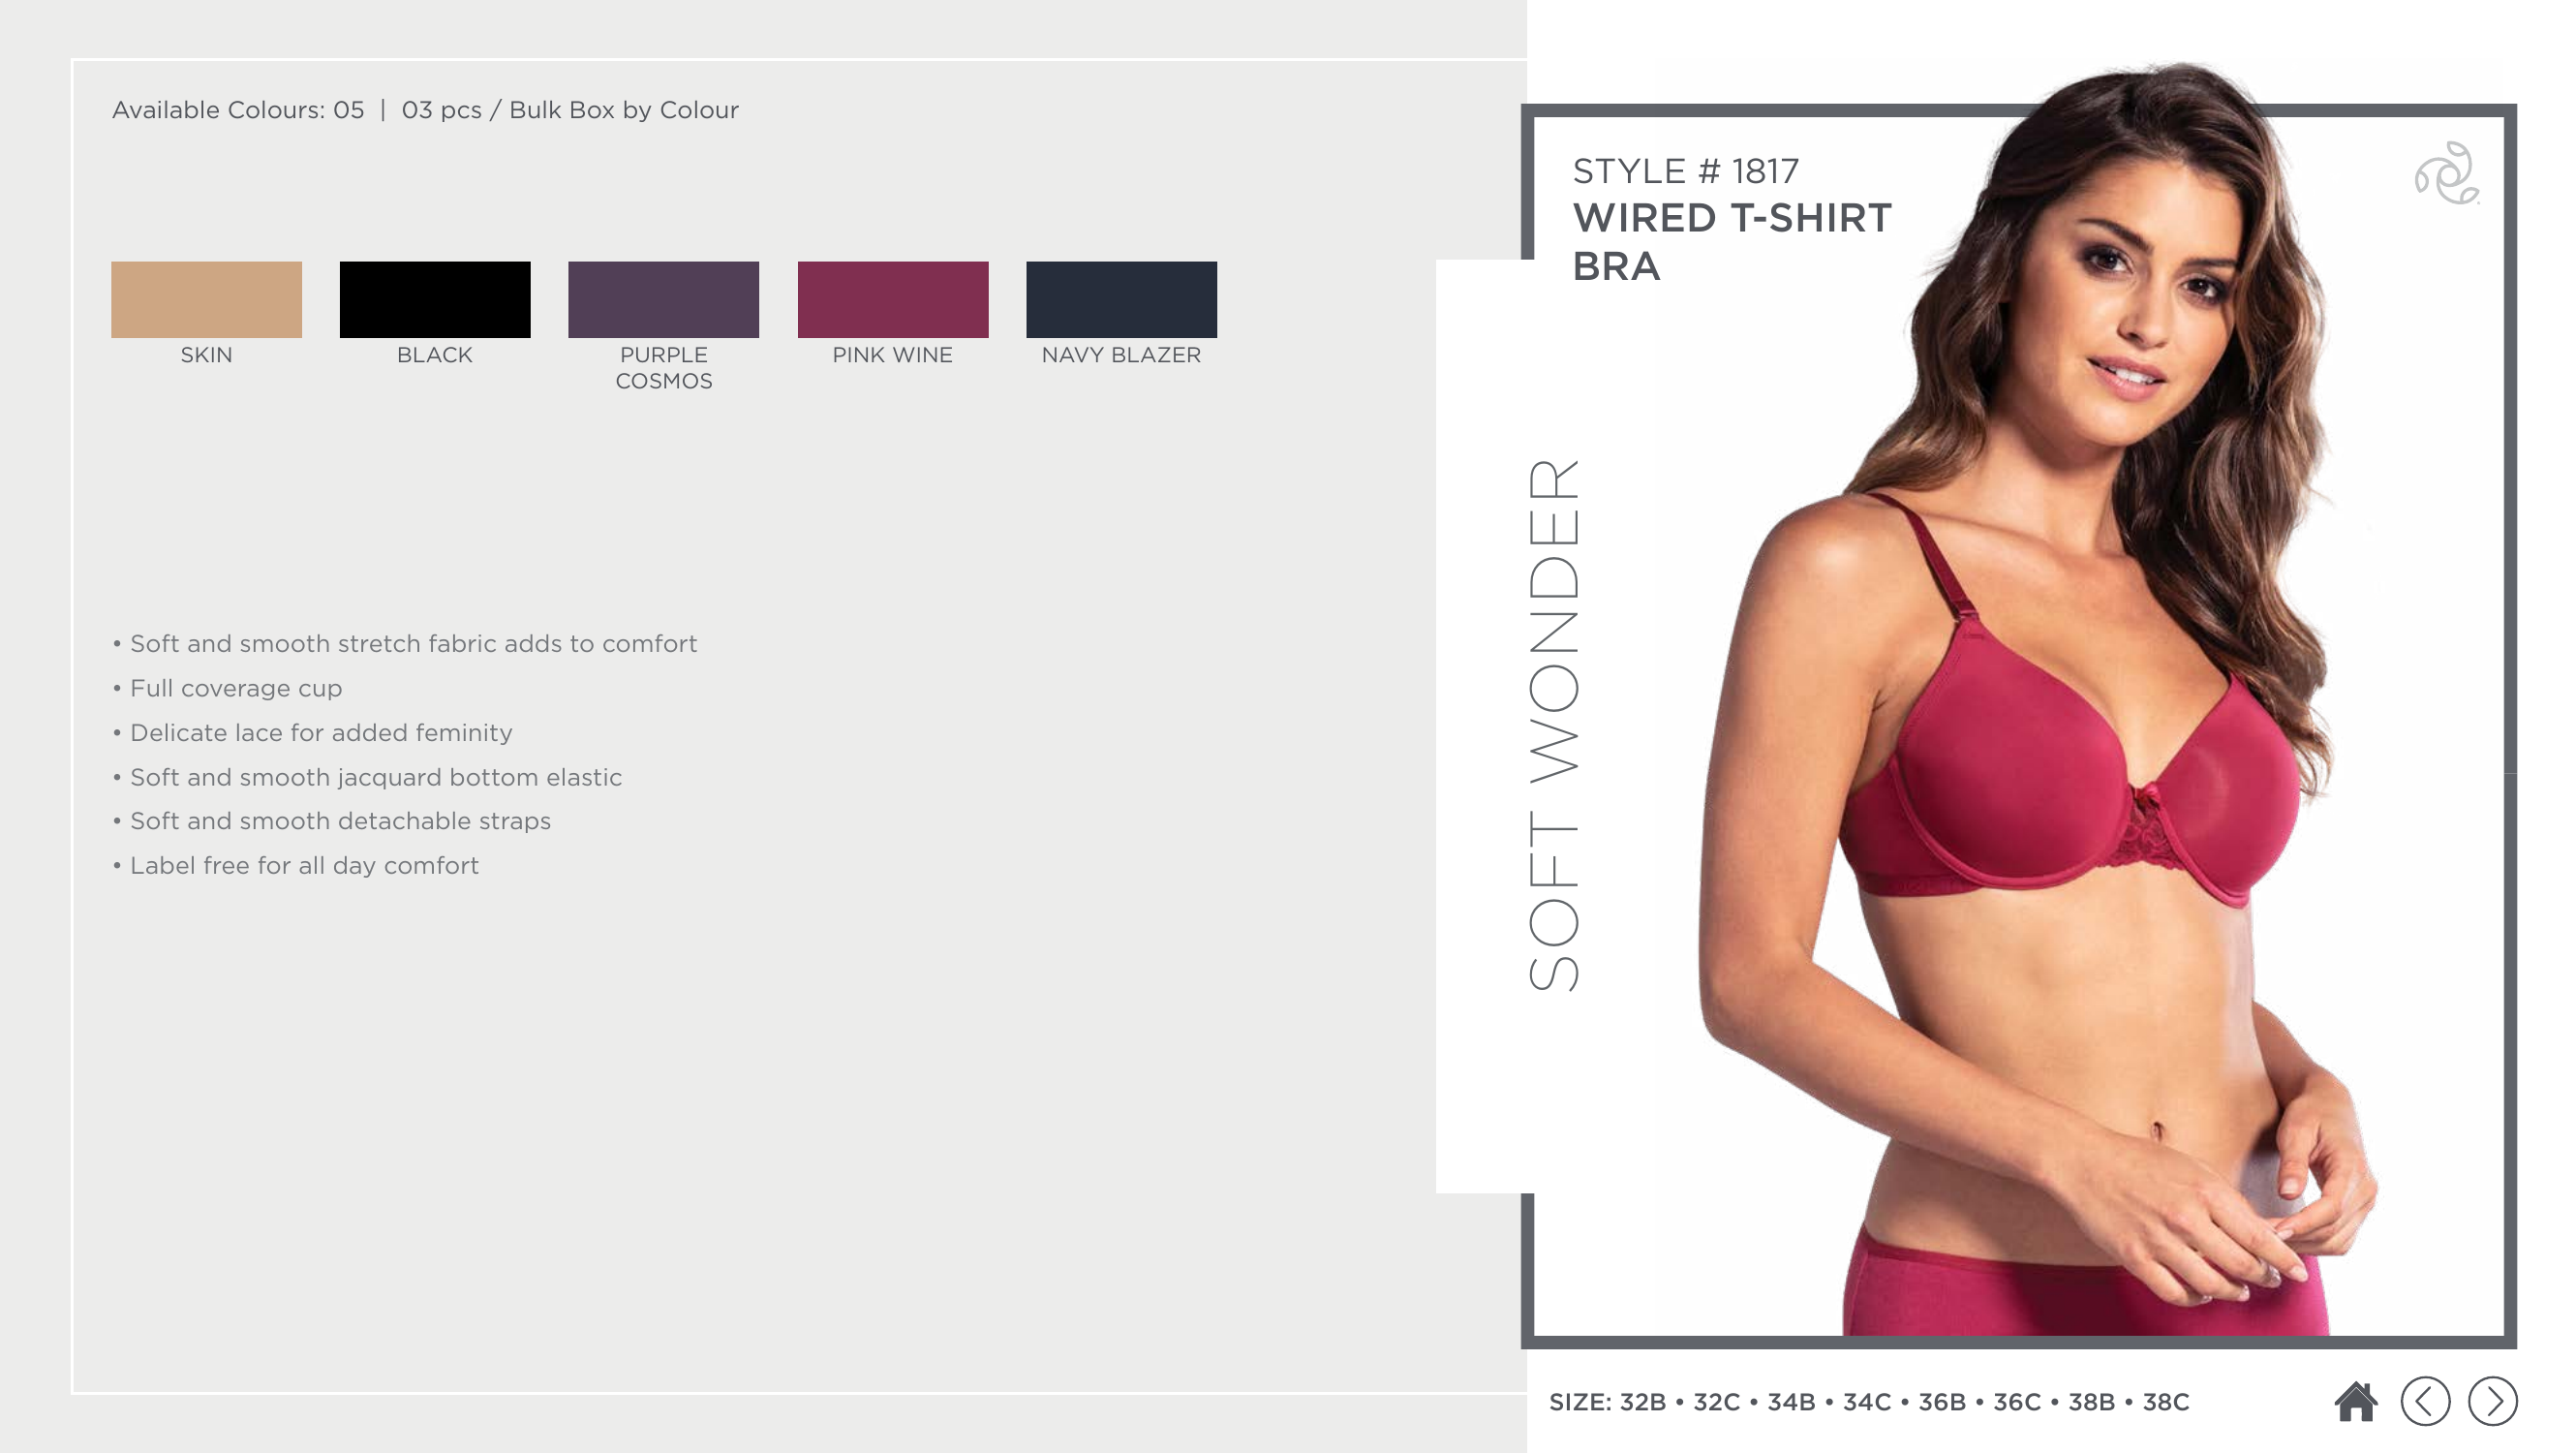 Available Colours: 05 | 03 pcs / Bulk Box by Colour
SKIN
BLACK
PURPLE
COSMOS
PINK WINE
NAVY BLAZER
• Soft and smooth stretch fabric adds to comfort
• Full coverage cup
• Delicate lace for added feminity
• Soft and smooth jacquard bottom elastic
• Soft and smooth detachable straps
• Label free for all day comfort
STYLE # 1817
WIRED T-SHIRT
BRA
SOFT WONDER
SIZE: 32B • 32C • 34B • 34C • 36B • 36C • 38B • 38C